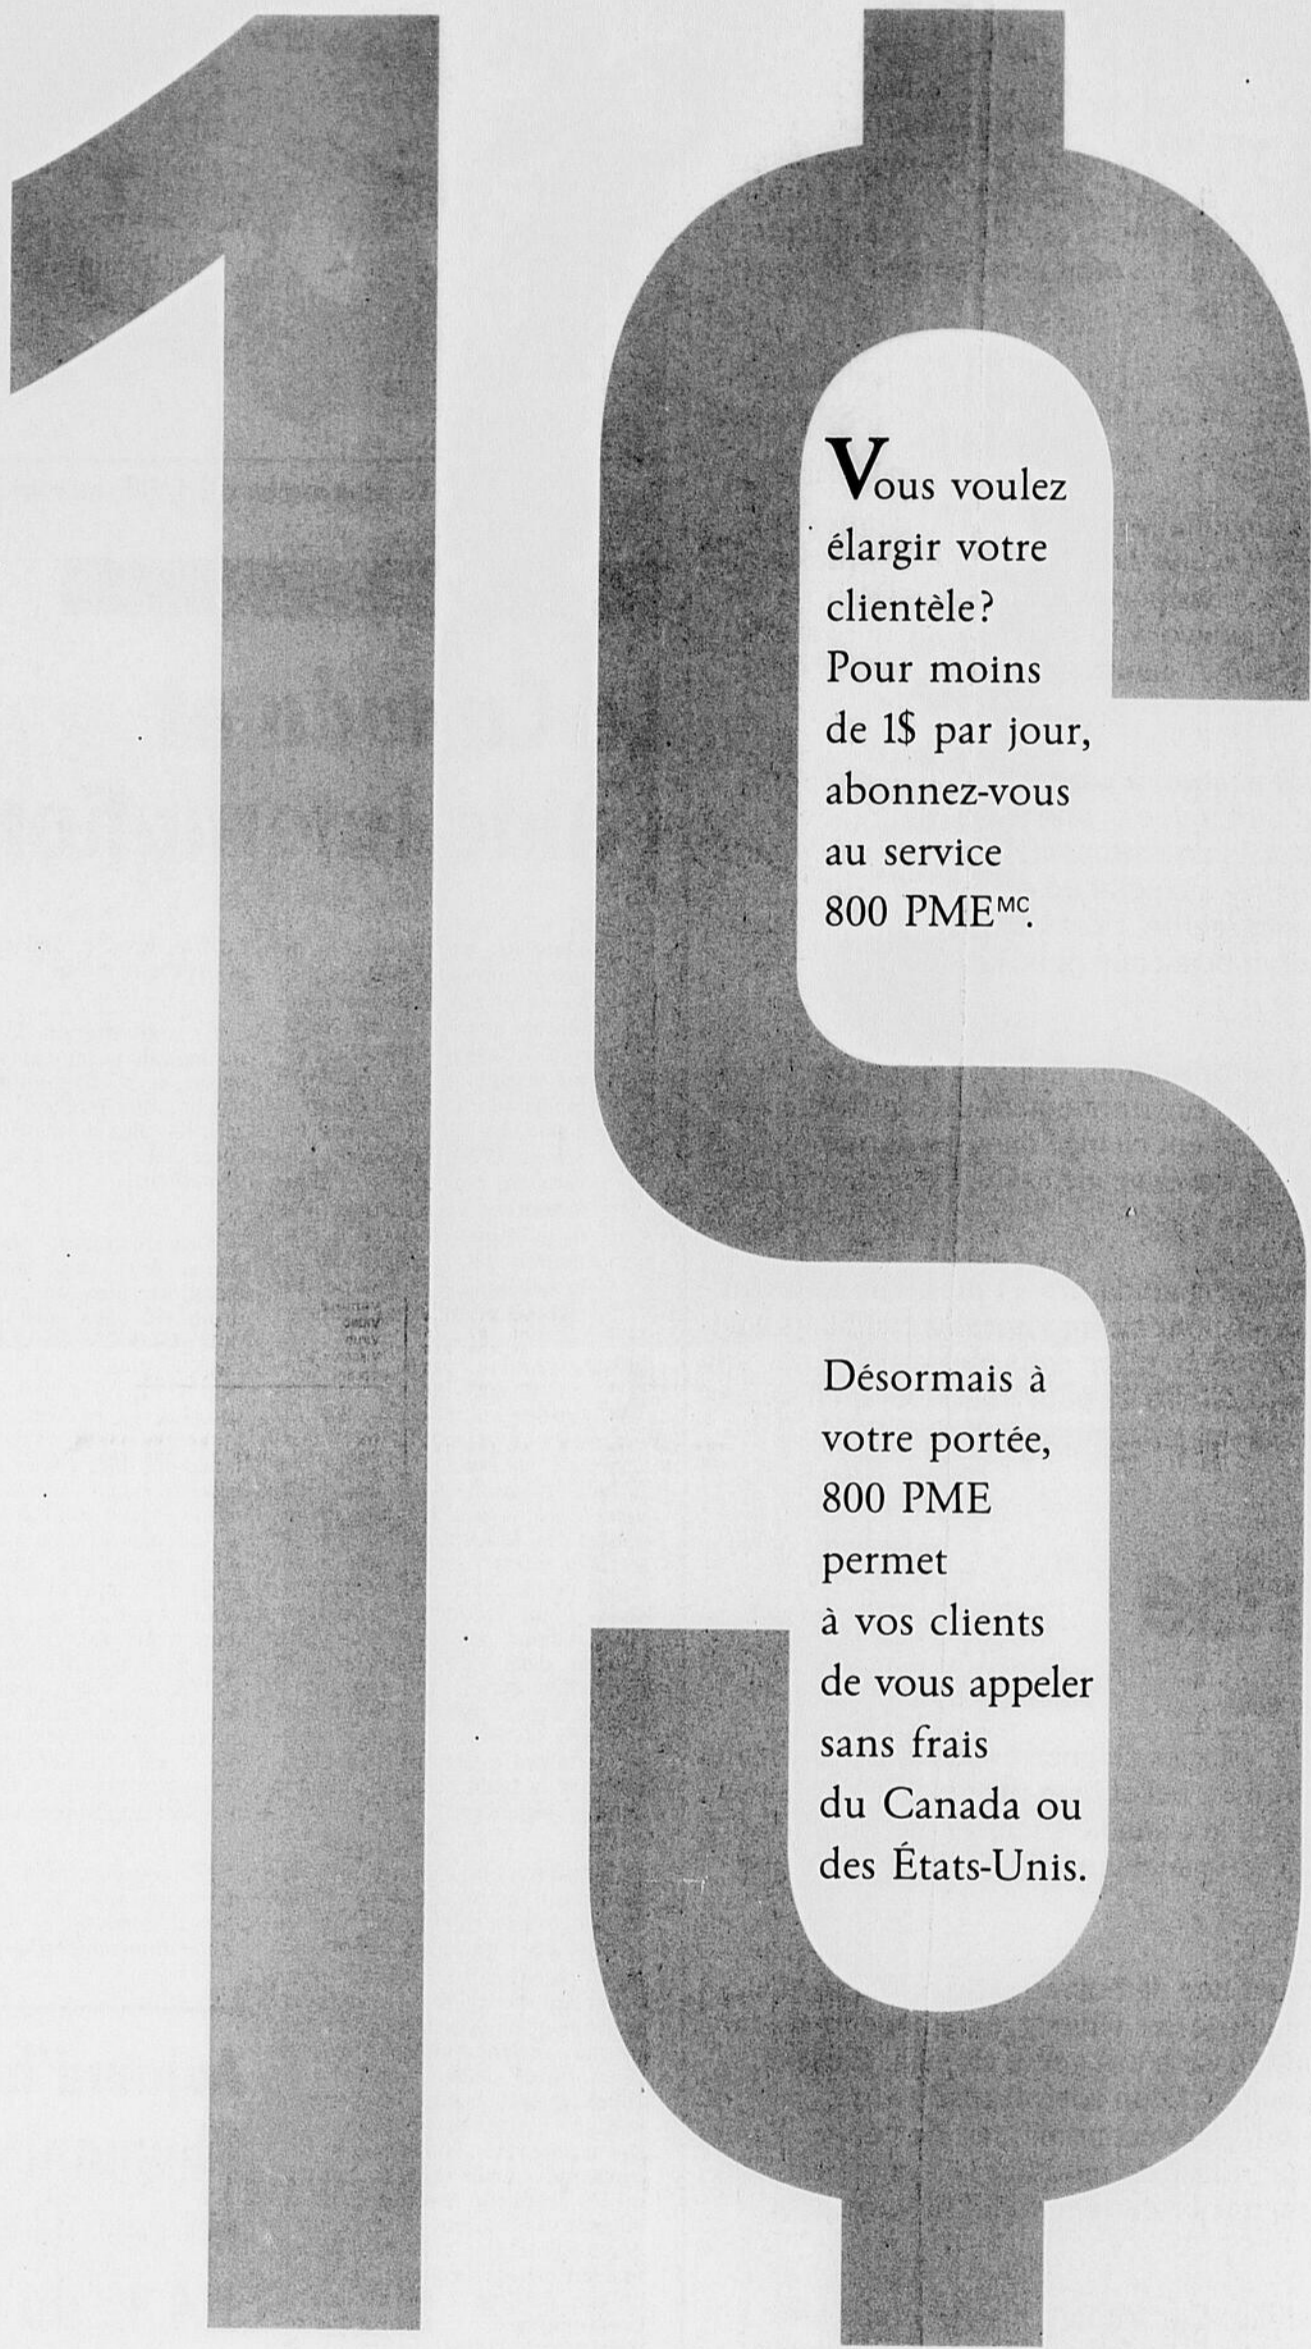 1$
Vous voulez
élargir votre
clientèle?
Pour moins
de 1$ par jour,
abonnez-vous
au service
800 PMEᴹᶜ.
Désormais à
votre portée,
800 PME
permet
à vos clients
de vous appeler
sans frais
du Canada ou
des États-Unis.